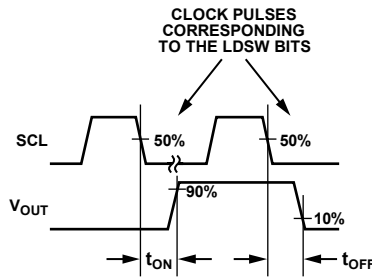 CLOCK PULSES
CORRESPONDING
TO THE LDSW BITS
SCL
50%
50%
VOUT
90%
10%
tON
tOFF